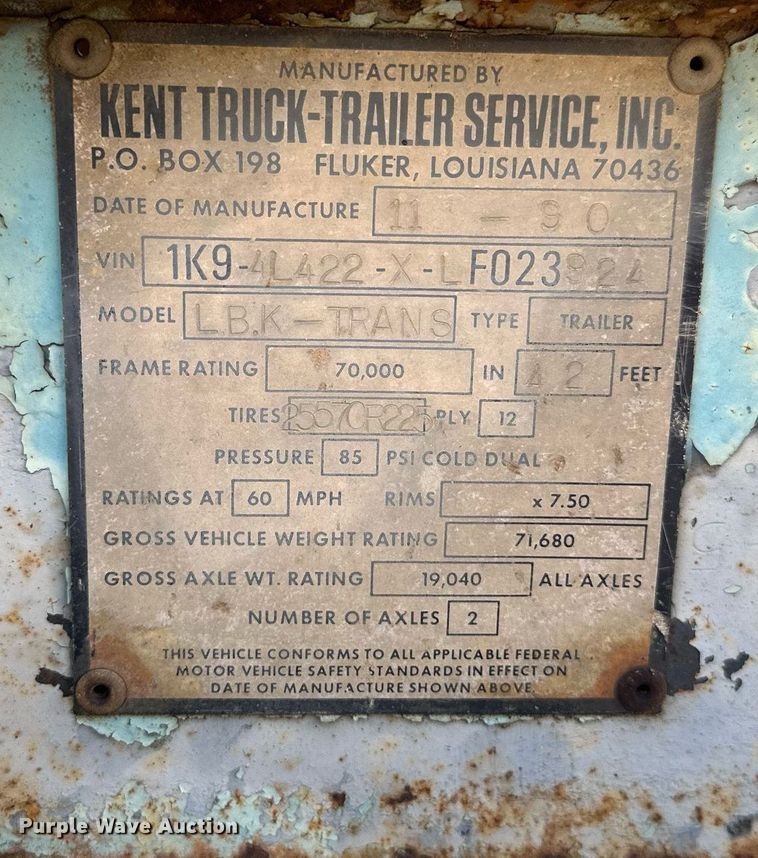 MANUFACTURED BY
KENT TRUCK-TRAILER SERVICE, INC.
P.O. BOX 198 FLUKER, LOUISIANA 70436
DATE OF MANUFACTURE 11 - 90
VIN 1K9-4L422-X-L F023924
MODEL L.B.K-TRANS TYPE TRAILER
FRAME RATING 70,000 IN 42 FEET
TIRES 25570R225 PLY 12
PRESSURE 85 PSI COLD DUAL
RATINGS AT 60 MPH RIMS x 7.50
GROSS VEHICLE WEIGHT RATING 71,680
GROSS AXLE WT. RATING 19,040 ALL AXLES
NUMBER OF AXLES 2
THIS VEHICLE CONFORMS TO ALL APPLICABLE FEDERAL
MOTOR VEHICLE SAFETY STANDARDS IN EFFECT ON
DATE OF MANUFACTURE SHOWN ABOVE.
Purple Wave Auction